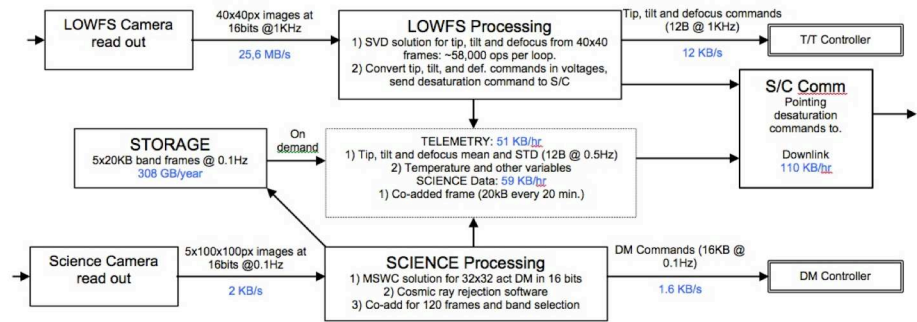 LOWFS Camera
read out
40x40px images at
16bits @1KHz
25,6 MB/s
LOWFS Processing
1) SVD solution for tip, tilt and defocus from 40x40
frames: ~58,000 ops per loop.
2) Convert tip, tilt, and def. commands in voltages,
send desaturation command to S/C
Tip, tilt and defocus commands
(12B @ 1KHz)
12 KB/s
T/T Controller
S/C Comm
Pointing
desaturation
commands to.
Downlink
110 KB/hr
STORAGE
5x20KB band frames @ 0.1Hz
308 GB/year
On
demand
TELEMETRY: 51 KB/hr
1) Tip, tilt and defocus mean and STD (12B @ 0.5Hz)
2) Temperature and other variables
SCIENCE Data: 59 KB/hr
1) Co-added frame (20kB every 20 min.)
Science Camera
read out
5x100x100px images at
16bits @0.1Hz
2 KB/s
SCIENCE Processing
1) MSWC solution for 32x32 act DM in 16 bits
2) Cosmic ray rejection software
3) Co-add for 120 frames and band selection
DM Commands (16KB @
0.1Hz)
1.6 KB/s
DM Controller